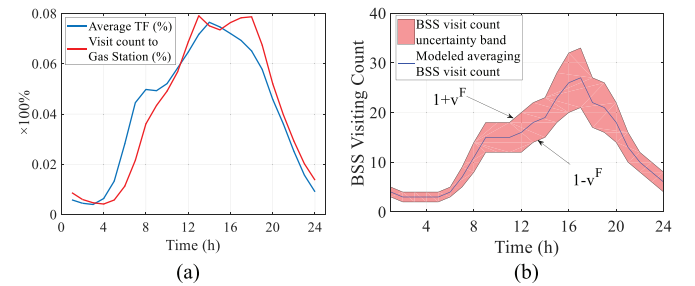 0.08
0.06
0.04
0.02
0
×100%
Average TF (%)
Visit count to
Gas Station (%)
0 4 8 12 16 20 24
Time (h)
(a)
40
30
20
10
0
BSS Visiting Count
BSS visit count
uncertainty band
Modeled averaging
BSS visit count
1+v^F
1-v^F
4 8 12 16 20 24
Time (h)
(b)